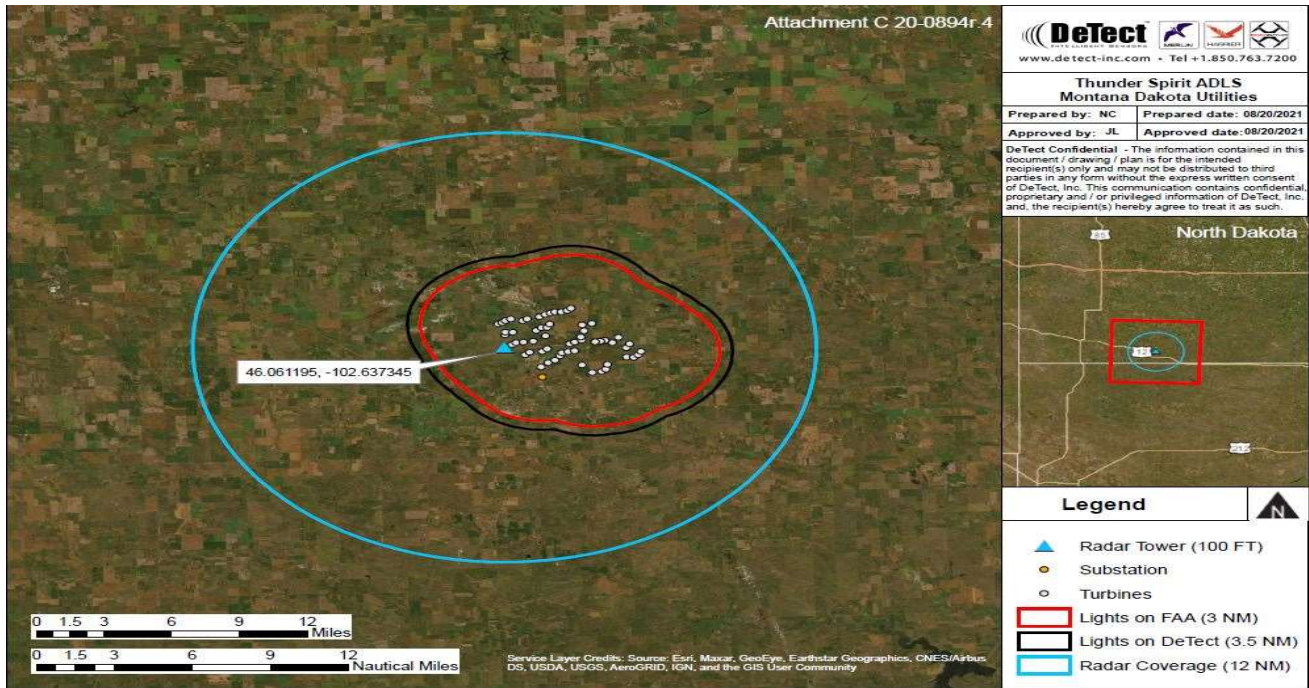 Attachment C 20-0894r.4
46.061195, -102.637345
0 1.5 3 6 9 12
Miles
0 1.5 3 6 9 12
Nautical Miles
Service Layer Credits: Source: Esri, Maxar, GeoEye, Earthstar Geographics, CNES/Airbus
DS, USDA, USGS, AeroGRID, IGN, and the GIS User Community
DeTect
INTELLIGENT SENSORS
MERLIN
HARRIER
www.detect-inc.com • Tel +1.850.763.7200
Thunder Spirit ADLS
Montana Dakota Utilities
Prepared by: NC Prepared date: 08/20/2021
Approved by: JL Approved date: 08/20/2021
DeTect Confidential - The information contained in this
document / drawing / plan is for the intended
recipient(s) only and may not be distributed to third
parties in any form without the express written consent
of DeTect, Inc. This communication contains confidential,
proprietary and / or privileged information of DeTect, Inc.
and, the recipient(s) hereby agree to treat it as such.
North Dakota
85
12
212
Legend
N
Radar Tower (100 FT)
Substation
Turbines
Lights on FAA (3 NM)
Lights on DeTect (3.5 NM)
Radar Coverage (12 NM)